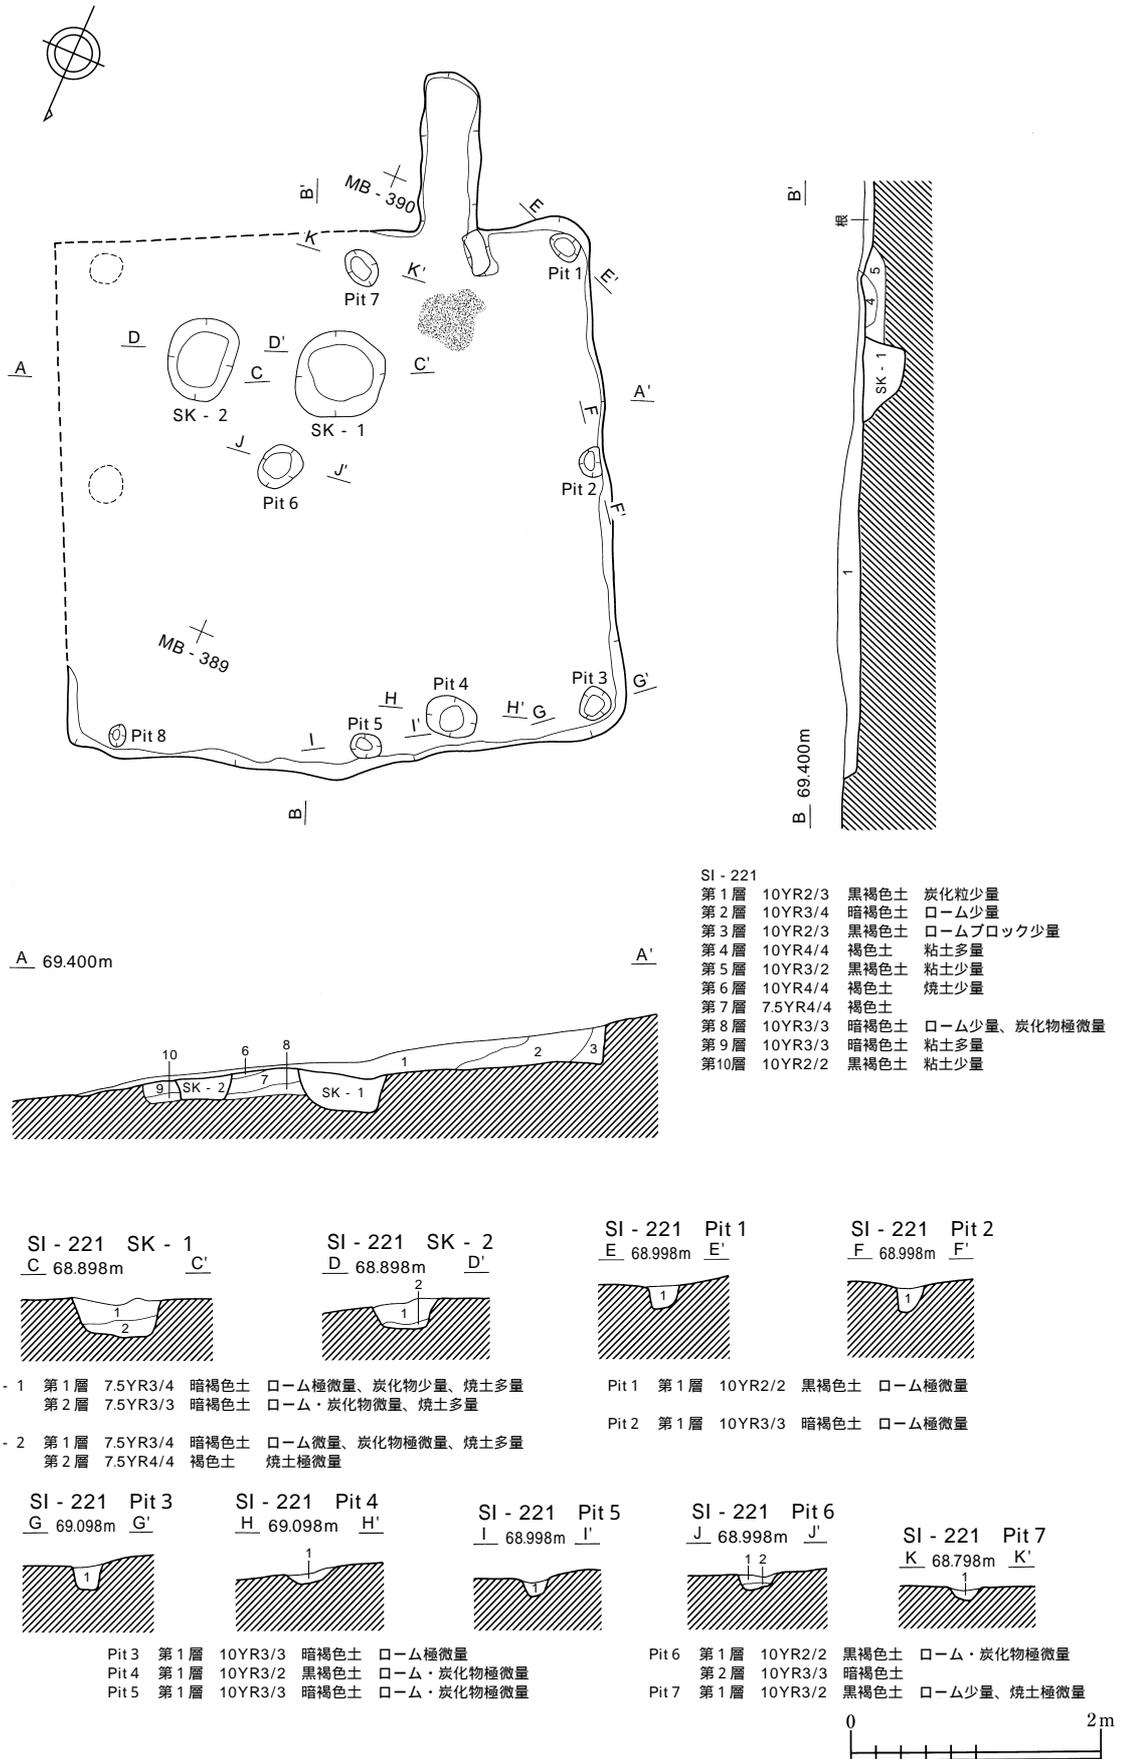 MB - 390
B'
E
K
K'
Pit 7
Pit 1
E'
D
D'
A
C
C'
A'
SK - 2
SK - 1
F
J
J'
Pit 6
Pit 2
F'
MB - 389
Pit 3
G'
Pit 4
H
H'
G
Pit 5
I'
I
Pit 8
B
B'
根
5
4
SK - 1
1
B 69.400m
SI - 221
第1層 10YR2/3 黒褐色土 炭化粒少量
第2層 10YR3/4 暗褐色土 ローム少量
第3層 10YR2/3 黒褐色土 ロームブロック少量
第4層 10YR4/4 褐色土 粘土多量
第5層 10YR3/2 黒褐色土 粘土少量
第6層 10YR4/4 褐色土 焼土少量
第7層 7.5YR4/4 褐色土
第8層 10YR3/3 暗褐色土 ローム少量、炭化物極微量
第9層 10YR3/3 暗褐色土 粘土多量
第10層 10YR2/2 黒褐色土 粘土少量
A 69.400m A'
10 6 8 1 2 3
9 SK - 2 7 SK - 1
SI - 221 SK - 1
C 68.898m C'
1
2
SI - 221 SK - 2
D 68.898m D'
2
1
SI - 221 Pit 1
E 68.998m E'
1
SI - 221 Pit 2
F 68.998m F'
1
- 1 第1層 7.5YR3/4 暗褐色土 ローム極微量、炭化物少量、焼土多量
第2層 7.5YR3/3 暗褐色土 ローム・炭化物微量、焼土多量
- 2 第1層 7.5YR3/4 暗褐色土 ローム微量、炭化物極微量、焼土多量
第2層 7.5YR4/4 褐色土 焼土極微量
Pit 1 第1層 10YR2/2 黒褐色土 ローム極微量
Pit 2 第1層 10YR3/3 暗褐色土 ローム極微量
SI - 221 Pit 3
G 69.098m G'
1
SI - 221 Pit 4
H 69.098m H'
1
SI - 221 Pit 5
I 68.998m I'
1
SI - 221 Pit 6
J 68.998m J'
1 2
SI - 221 Pit 7
K 68.798m K'
1
Pit 3 第1層 10YR3/3 暗褐色土 ローム極微量
Pit 4 第1層 10YR3/2 黒褐色土 ローム・炭化物極微量
Pit 5 第1層 10YR3/3 暗褐色土 ローム・炭化物極微量
Pit 6 第1層 10YR2/2 黒褐色土 ローム・炭化物極微量
第2層 10YR3/3 暗褐色土
Pit 7 第1層 10YR3/2 黒褐色土 ローム少量、焼土極微量
0 2m